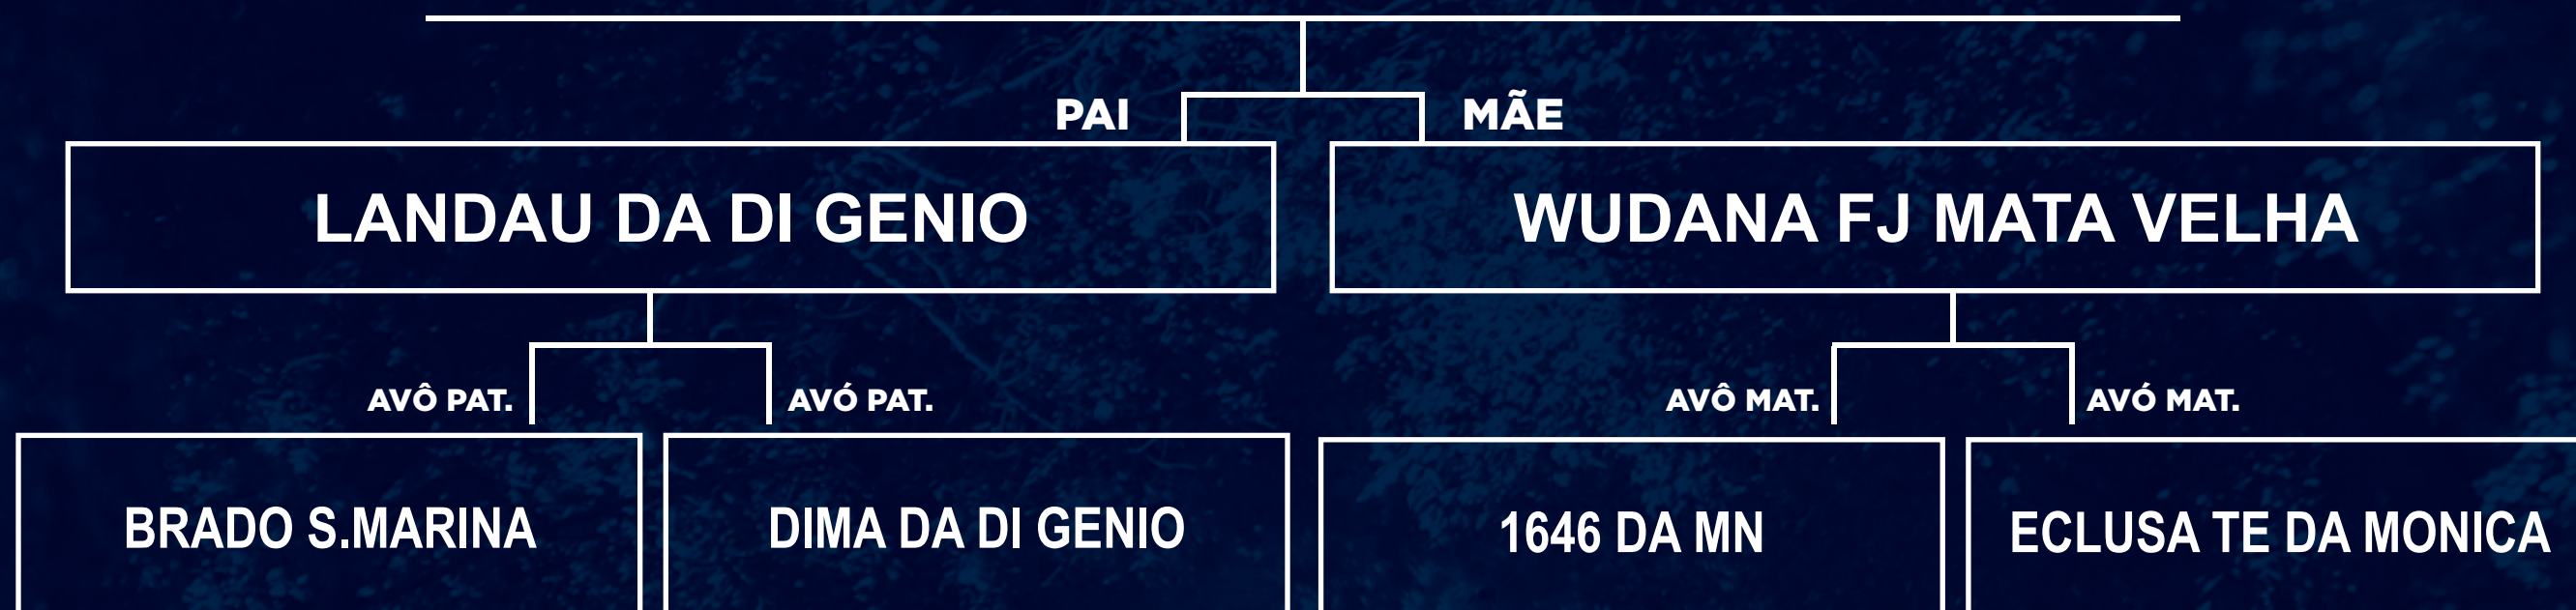 PAI
MÃE
LANDAU DA DI GENIO
WUDANA FJ MATA VELHA
AVÔ PAT.
AVÓ PAT.
AVÔ MAT.
AVÓ MAT.
BRADO S.MARINA
DIMA DA DI GENIO
1646 DA MN
ECLUSA TE DA MONICA